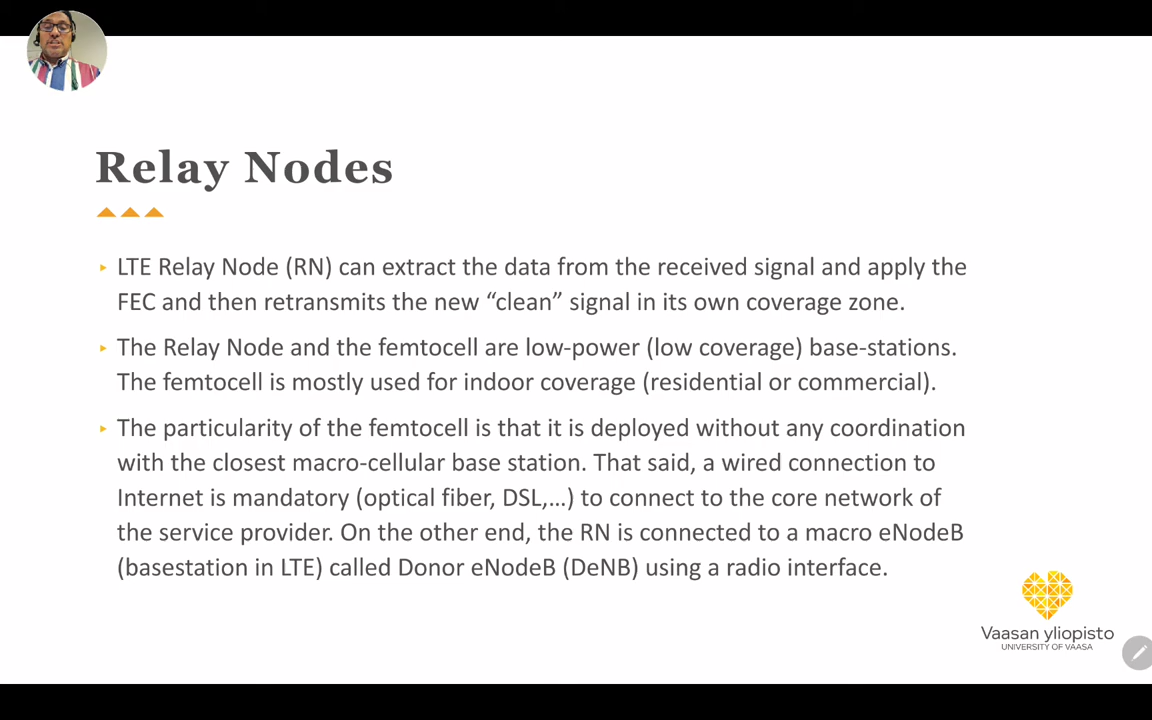 Relay Nodes
LTE Relay Node (RN) can extract the data from the received signal and apply the
FEC and then retransmits the new “clean” signal in its own coverage zone.
The Relay Node and the femtocell are low-power (low coverage) base-stations.
The femtocell is mostly used for indoor coverage (residential or commercial).
The particularity of the femtocell is that it is deployed without any coordination
with the closest macro-cellular base station. That said, a wired connection to
Internet is mandatory (optical fiber, DSL,…) to connect to the core network of
the service provider. On the other end, the RN is connected to a macro eNodeB
(basestation in LTE) called Donor eNodeB (DeNB) using a radio interface.
Vaasan yliopisto
UNIVERSITY OF VAASA